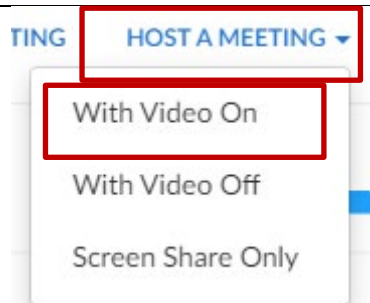 TING HOST A MEETING
With Video On
With Video Off
Screen Share Only